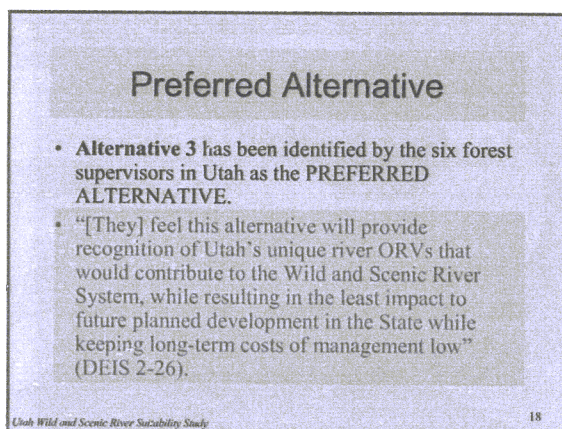 Preferred Alternative
• Alternative 3 has been identified by the six forest
supervisors in Utah as the PREFERRED
ALTERNATIVE.
• "[They] feel this alternative will provide
recognition of Utah's unique river ORVs that
would contribute to the Wild and Scenic River
System, while resulting in the least impact to
future planned development in the State while
keeping long-term costs of management low"
(DEIS 2-26).
Utah Wild and Scenic River Suitability Study
18